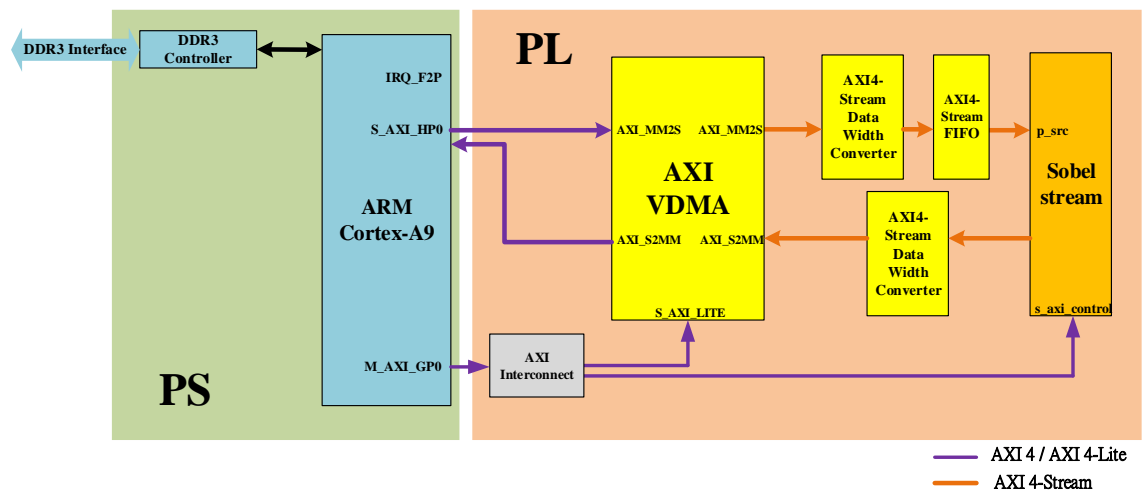 DDR3 Interface
DDR3
Controller
IRQ_F2P
S_AXI_HP0
ARM
Cortex-A9
M_AXI_GP0
PS
PL
AXI_MM2S
AXI_MM2S
AXI
VDMA
AXI_S2MM
AXI_S2MM
S_AXI_LITE
AXI4-
Stream
Data
Width
Converter
AXI4-
Stream
FIFO
p_src
Sobel
stream
s_axi_control
AXI4-
Stream
Data
Width
Converter
AXI
Interconnect
AXI 4 / AXI 4-Lite
AXI 4-Stream